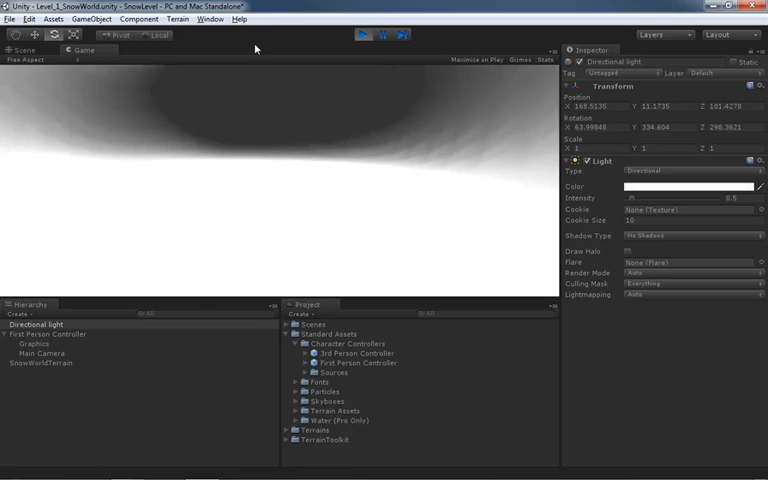 Unity - Level_1_SnowWorld.unity - SnowLevel - PC and Mac Standalone*
File Edit Assets GameObject Component Terrain Window Help
Pivot Local Layers Layout
Scene Game Inspector
Free Aspect Maximize on Play Gizmos Stats Directional light Static
Tag Untagged Layer Default
Transform
Position
X 168.5135 Y 11.1735 Z 101.4278
Rotation
X 63.99848 Y 334.604 Z 298.3621
Scale
X 1 Y 1 Z 1
Light
Type Directional
Color
Intensity 0.5
Cookie None (Texture)
Cookie Size 10
Shadow Type No Shadows
Draw Halo
Flare None (Flare)
Render Mode Auto
Culling Mask Everything
Lightmapping Auto
Hierarchy
Create All
Directional light
First Person Controller
Graphics
Main Camera
SnowWorldTerrain
Project
Create All
Scenes
Standard Assets
Character Controllers
3rd Person Controller
First Person Controller
Sources
Fonts
Particles
Skyboxes
Terrain Assets
Water (Pro Only)
Terrains
TerrainToolkit